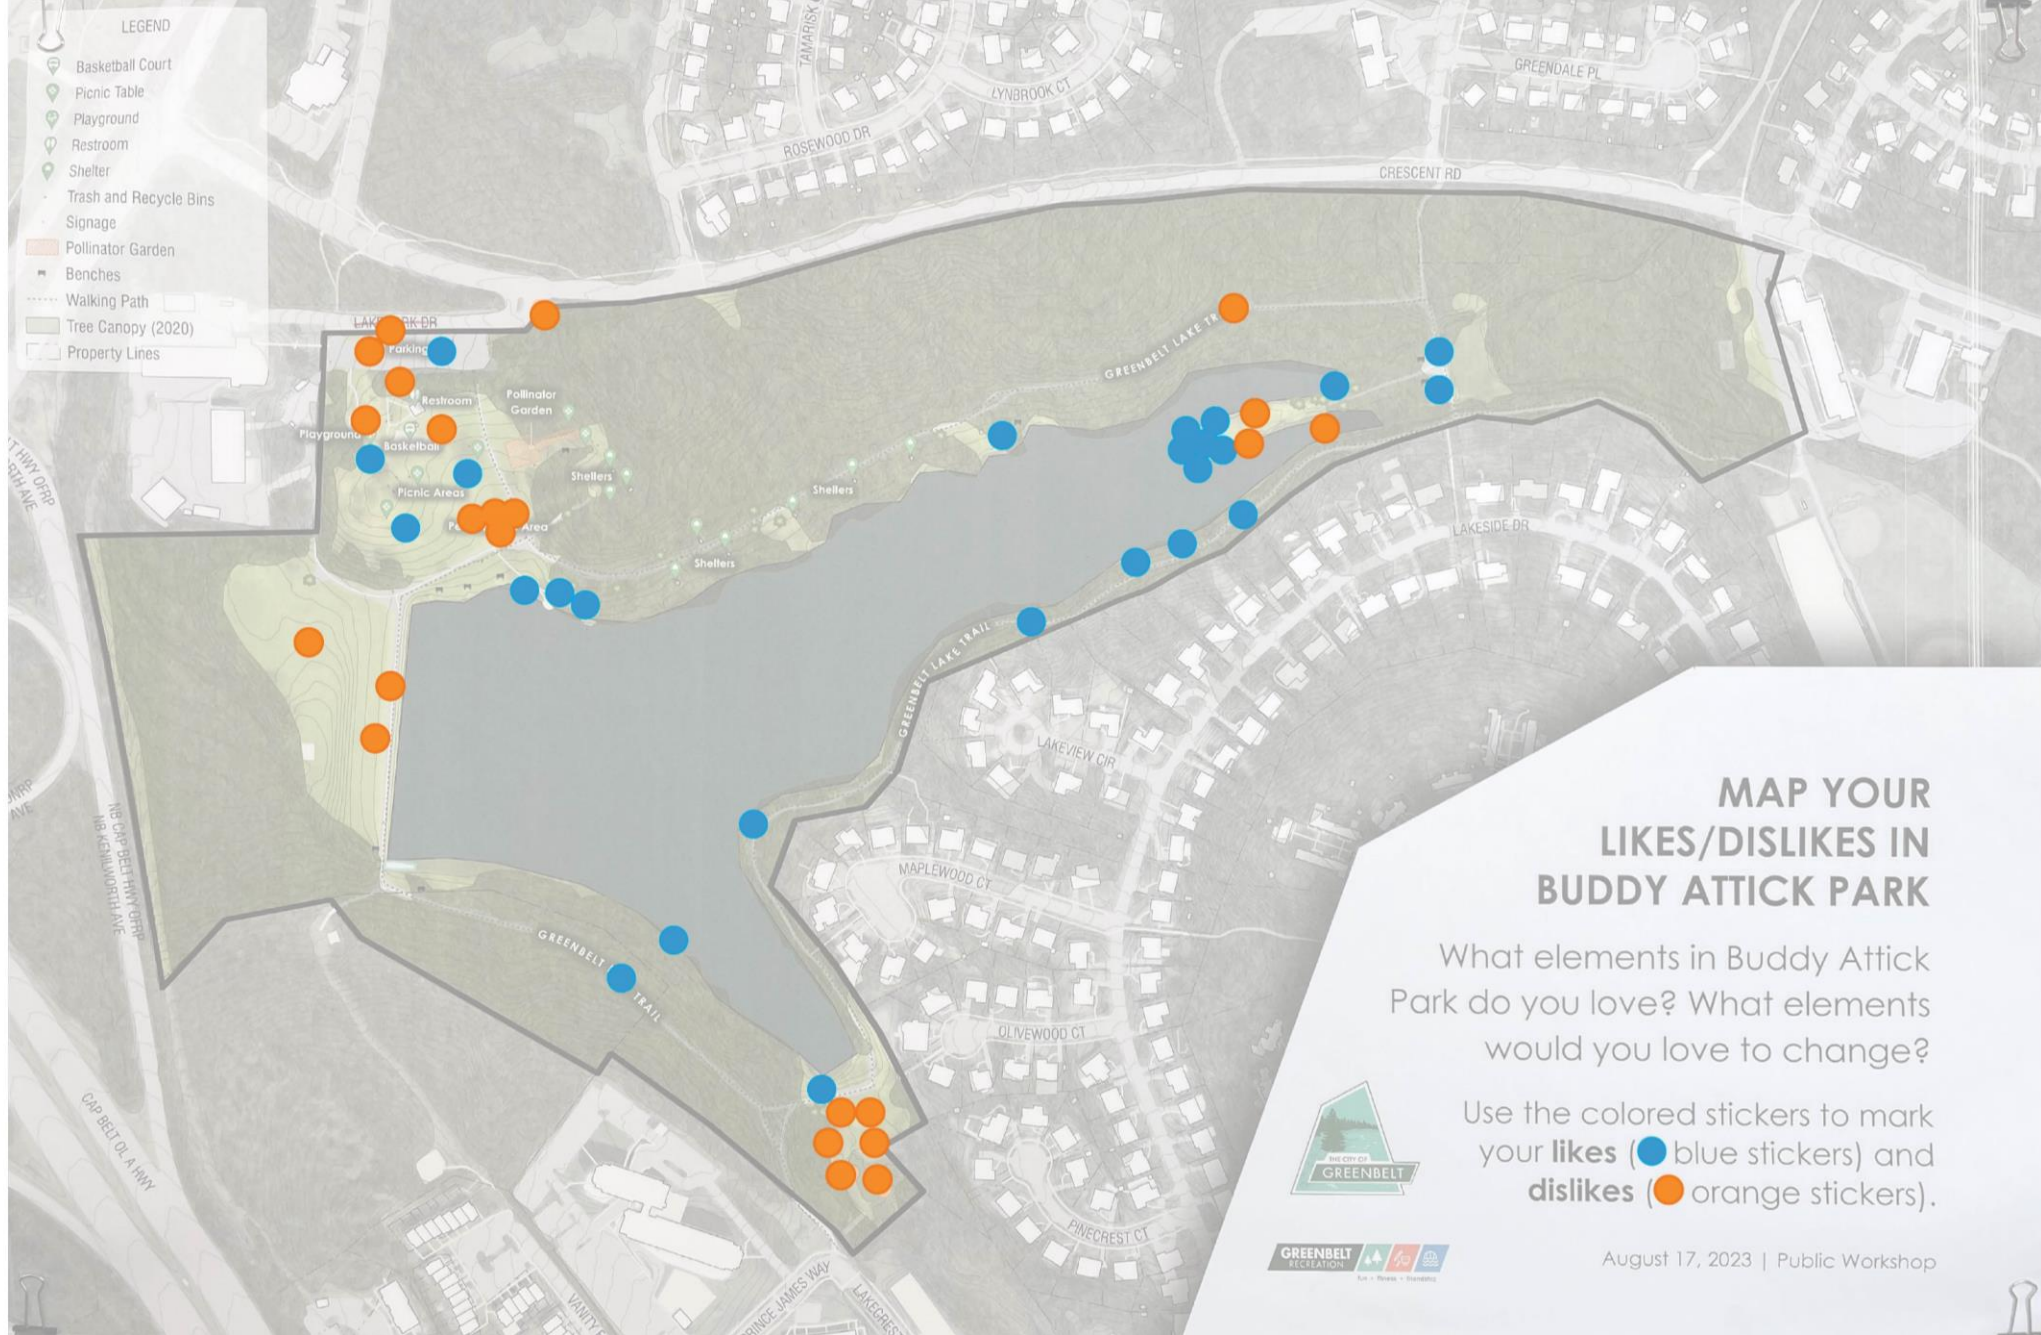 LEGEND
Basketball Court
Picnic Table
Playground
Restroom
Shelter
Trash and Recycle Bins
Signage
Pollinator Garden
Benches
Walking Path
Tree Canopy (2020)
Property Lines
TAMARISK
LYNBROOK CT
GREENDALE PL
ROSEWOOD DR
CRESCENT RD
Parking
Restroom
Pollinator
Garden
Playground
Basketball
Picnic Areas
Area
Shelters
Shelters
Shelters
GREENBELT LAKE TR
LAKESIDE DR
GREENBELT LAKE TRAIL
LAKEVIEW CIR
MAPLEWOOD CT
GREENBELT
TRAIL
OLIVEWOOD CT
PINECREST CT
NB CAP BELT HWY OFRP
NB KENILWORTH AVE
CAP BELT OL A HWY
PRINCE JAMES WAY
MAP YOUR
LIKES/DISLIKES IN
BUDDY ATTICK PARK
What elements in Buddy Attick
Park do you love? What elements
would you love to change?
Use the colored stickers to mark
your likes ( blue stickers) and
dislikes ( orange stickers).
THE CITY OF
GREENBELT
GREENBELT
RECREATION
August 17, 2023 | Public Workshop